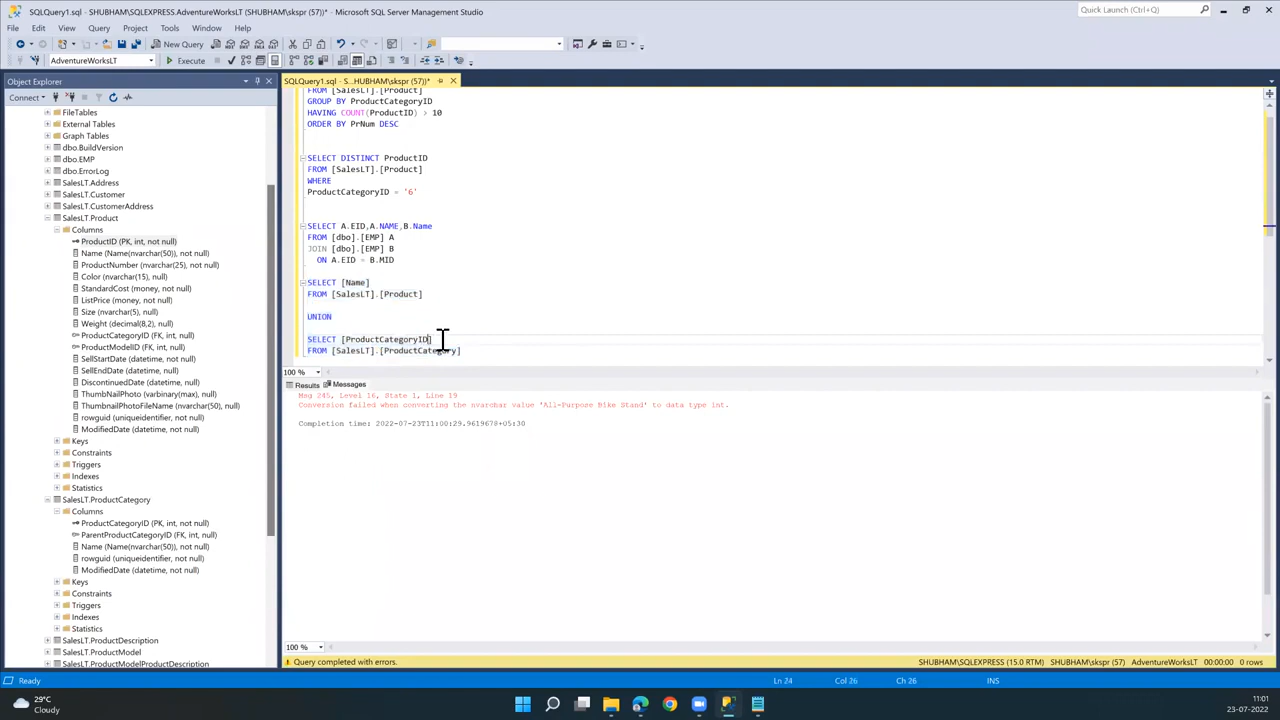 SQLQuery1.sql - SHUBHAM\SQLEXPRESS.AdventureWorksLT (SHUBHAM\skspr (57))* - Microsoft SQL Server Management Studio
Quick Launch (Ctrl+Q)
File Edit View Query Project Tools Window Help
New Query
AdventureWorksLT
Execute
Object Explorer
Connect
FileTables
External Tables
Graph Tables
dbo.BuildVersion
dbo.EMP
dbo.ErrorLog
SalesLT.Address
SalesLT.Customer
SalesLT.CustomerAddress
SalesLT.Product
Columns
ProductID (PK, int, not null)
Name (Name(nvarchar(50)), not null)
ProductNumber (nvarchar(25), not null)
Color (nvarchar(15), null)
StandardCost (money, not null)
ListPrice (money, not null)
Size (nvarchar(5), null)
Weight (decimal(8,2), null)
ProductCategoryID (FK, int, null)
ProductModelID (FK, int, null)
SellStartDate (datetime, not null)
SellEndDate (datetime, null)
DiscontinuedDate (datetime, null)
ThumbNailPhoto (varbinary(max), null)
ThumbnailPhotoFileName (nvarchar(50), null)
rowguid (uniqueidentifier, not null)
ModifiedDate (datetime, not null)
Keys
Constraints
Triggers
Indexes
Statistics
SalesLT.ProductCategory
Columns
ProductCategoryID (PK, int, not null)
ParentProductCategoryID (FK, int, null)
Name (Name(nvarchar(50)), not null)
rowguid (uniqueidentifier, not null)
ModifiedDate (datetime, not null)
Keys
Constraints
Triggers
Indexes
Statistics
SalesLT.ProductDescription
SalesLT.ProductModel
SalesLT.ProductModelProductDescription
SQLQuery1.sql - S...HUBHAM\skspr (57))*
FROM [SalesLT].[Product]
GROUP BY ProductCategoryID
HAVING COUNT(ProductID) > 10
ORDER BY PrNum DESC
SELECT DISTINCT ProductID
FROM [SalesLT].[Product]
WHERE
ProductCategoryID = '6'
SELECT A.EID,A.NAME,B.Name
FROM [dbo].[EMP] A
JOIN [dbo].[EMP] B
ON A.EID = B.MID
SELECT [Name]
FROM [SalesLT].[Product]
UNION
SELECT [ProductCategoryID]
FROM [SalesLT].[ProductCategory]
100 %
Results Messages
Msg 245, Level 16, State 1, Line 19
Conversion failed when converting the nvarchar value 'All-Purpose Bike Stand' to data type int.
Completion time: 2022-07-23T11:00:29.9619678+05:30
100 %
Query completed with errors.
SHUBHAM\SQLEXPRESS (15.0 RTM) SHUBHAM\skspr (57) AdventureWorksLT 00:00:00 0 rows
Ready
Ln 24 Col 26 Ch 26 INS
29°C
Cloudy
11:01
23-07-2022